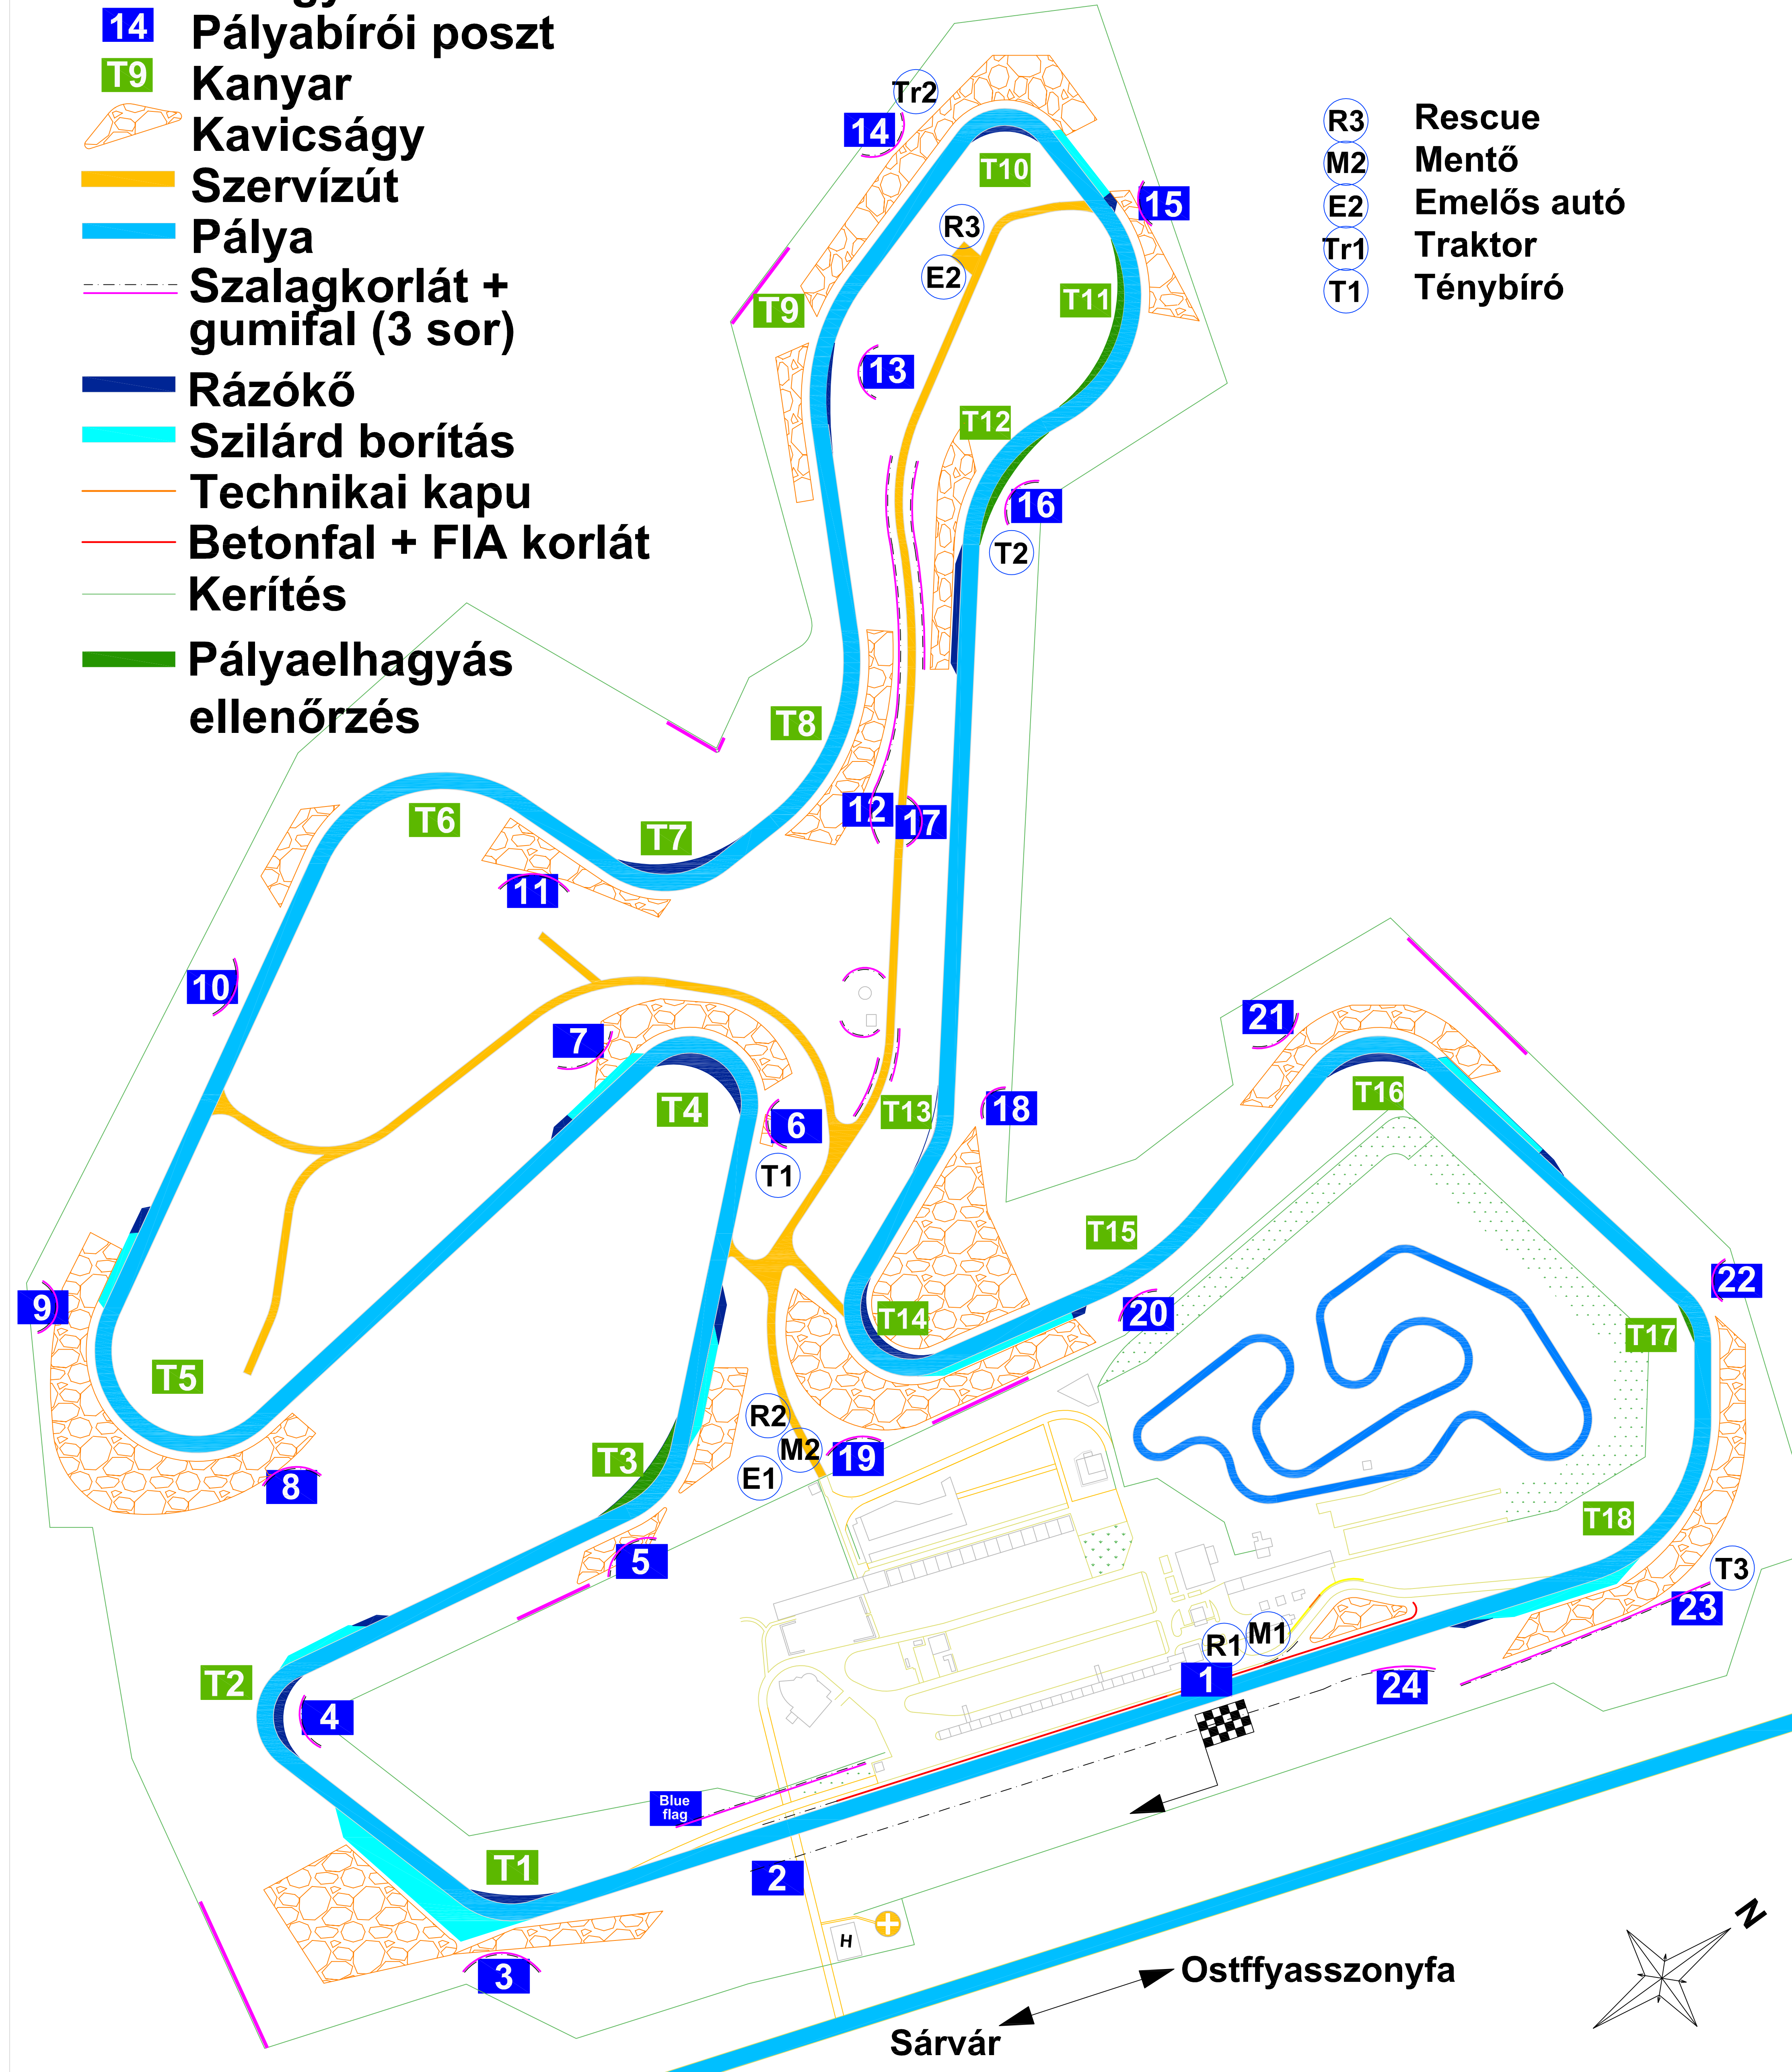 14 Pályabírói poszt
T9 Kanyar
Kavicságy
Szervízút
Pálya
Szalagkorlát +
gumifal (3 sor)
Rázókő
Szilárd borítás
Technikai kapu
Betonfal + FIA korlát
Kerítés
Pályaelhagyás
ellenőrzés
R3 Rescue
M2 Mentő
E2 Emelős autó
Tr1 Traktor
T1 Ténybíró
Tr2
14
T10
15
R3
E2
T11
T9
13
T12
16
T2
T8
12
17
T6
T7
11
10
7
21
T16
T4
T13
18
6
T1
T15
22
9
20
T14
T17
T5
R2
M2
19
E1
T3
8
T18
5
T3
23
R1
M1
1
24
T2
4
Blue
flag
T1
2
H
3
N
Ostffyasszonyfa
Sárvár